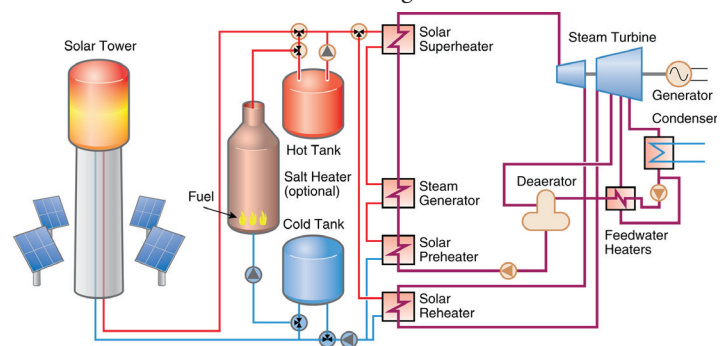 Solar Tower
Fuel
Hot Tank
Salt Heater
(optional)
Cold Tank
Solar
Superheater
Steam
Generator
Solar
Preheater
Solar
Reheater
Steam Turbine
Generator
Condenser
Deaerator
Feedwater
Heaters